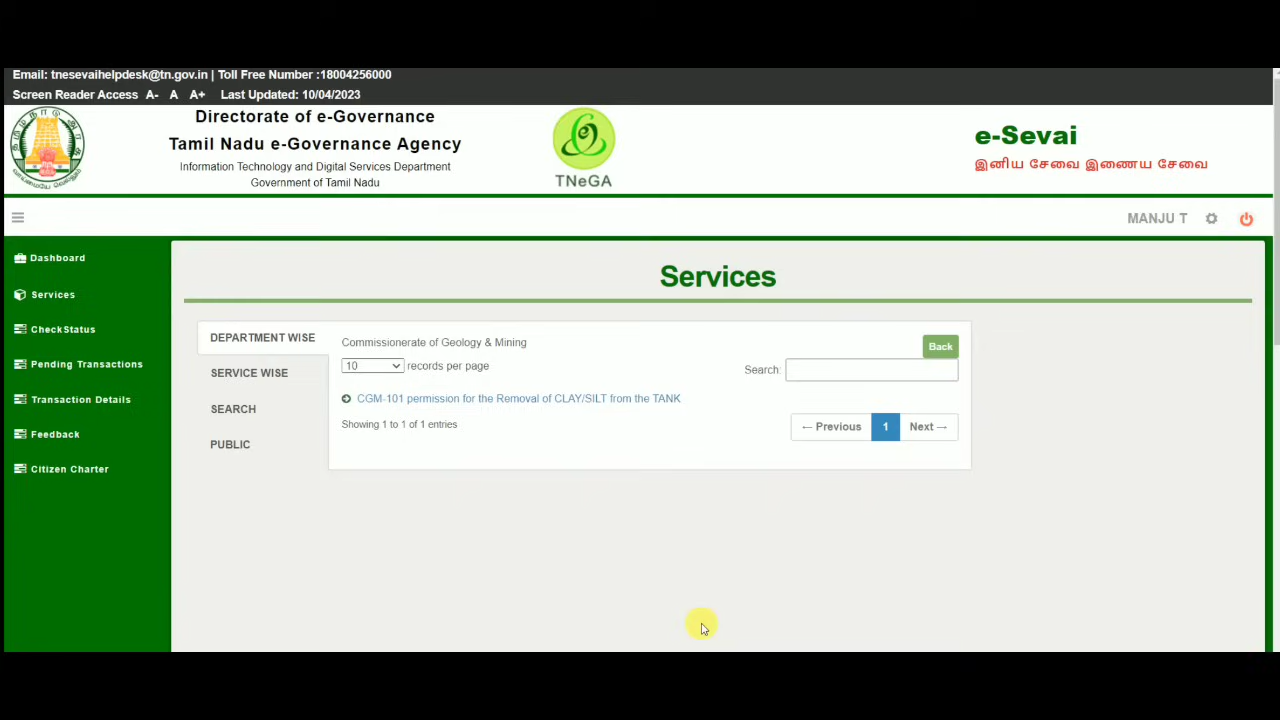 Email: tnesevaihelpdesk@tn.gov.in | Toll Free Number :18004256000
Screen Reader Access A- A A+ Last Updated: 10/04/2023
Directorate of e-Governance
Tamil Nadu e-Governance Agency
Information Technology and Digital Services Department
Government of Tamil Nadu
TNeGA
e-Sevai
இனிய சேவை இணைய சேவை
MANJU T
Dashboard
Services
CheckStatus
Pending Transactions
Transaction Details
Feedback
Citizen Charter
Services
DEPARTMENT WISE
SERVICE WISE
SEARCH
PUBLIC
Commissionerate of Geology & Mining
Back
10 records per page
Search:
CGM-101 permission for the Removal of CLAY/SILT from the TANK
Showing 1 to 1 of 1 entries
← Previous 1 Next →